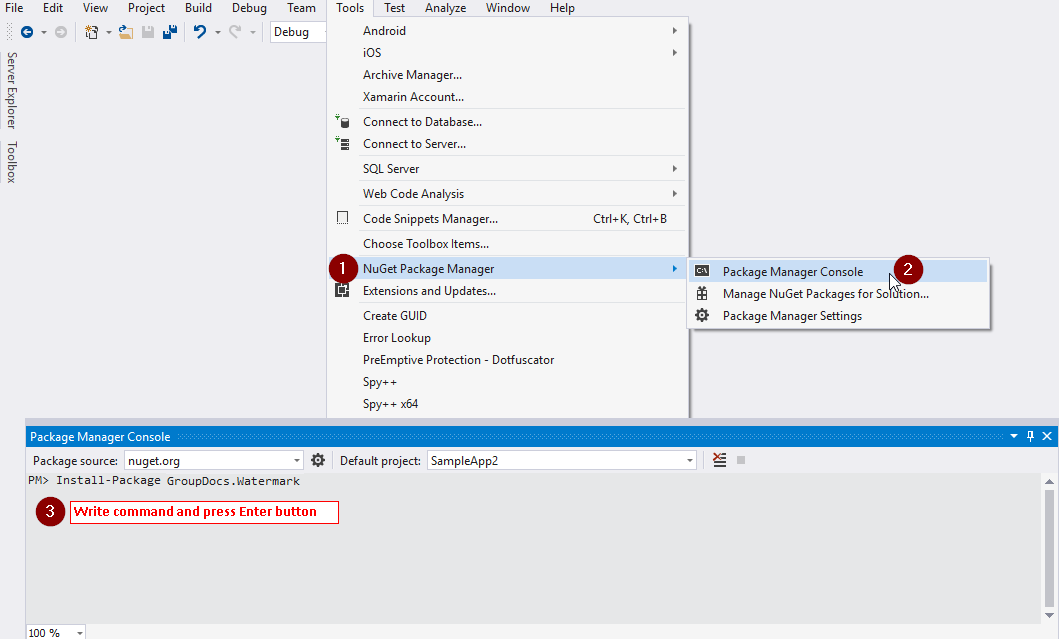 File Edit View Project Build Debug Team Tools Test Analyze Window Help
Debug
Server Explorer
Toolbox
Android
iOS
Archive Manager...
Xamarin Account...
Connect to Database...
Connect to Server...
SQL Server
Web Code Analysis
Code Snippets Manager... Ctrl+K, Ctrl+B
Choose Toolbox Items...
1 NuGet Package Manager
Extensions and Updates...
Create GUID
Error Lookup
PreEmptive Protection - Dotfuscator
Spy++
Spy++ x64
C:\ Package Manager Console 2
Manage NuGet Packages for Solution...
Package Manager Settings
Package Manager Console
Package source: nuget.org Default project: SampleApp2
PM> Install-Package GroupDocs.Watermark
3 Write command and press Enter button
100 %